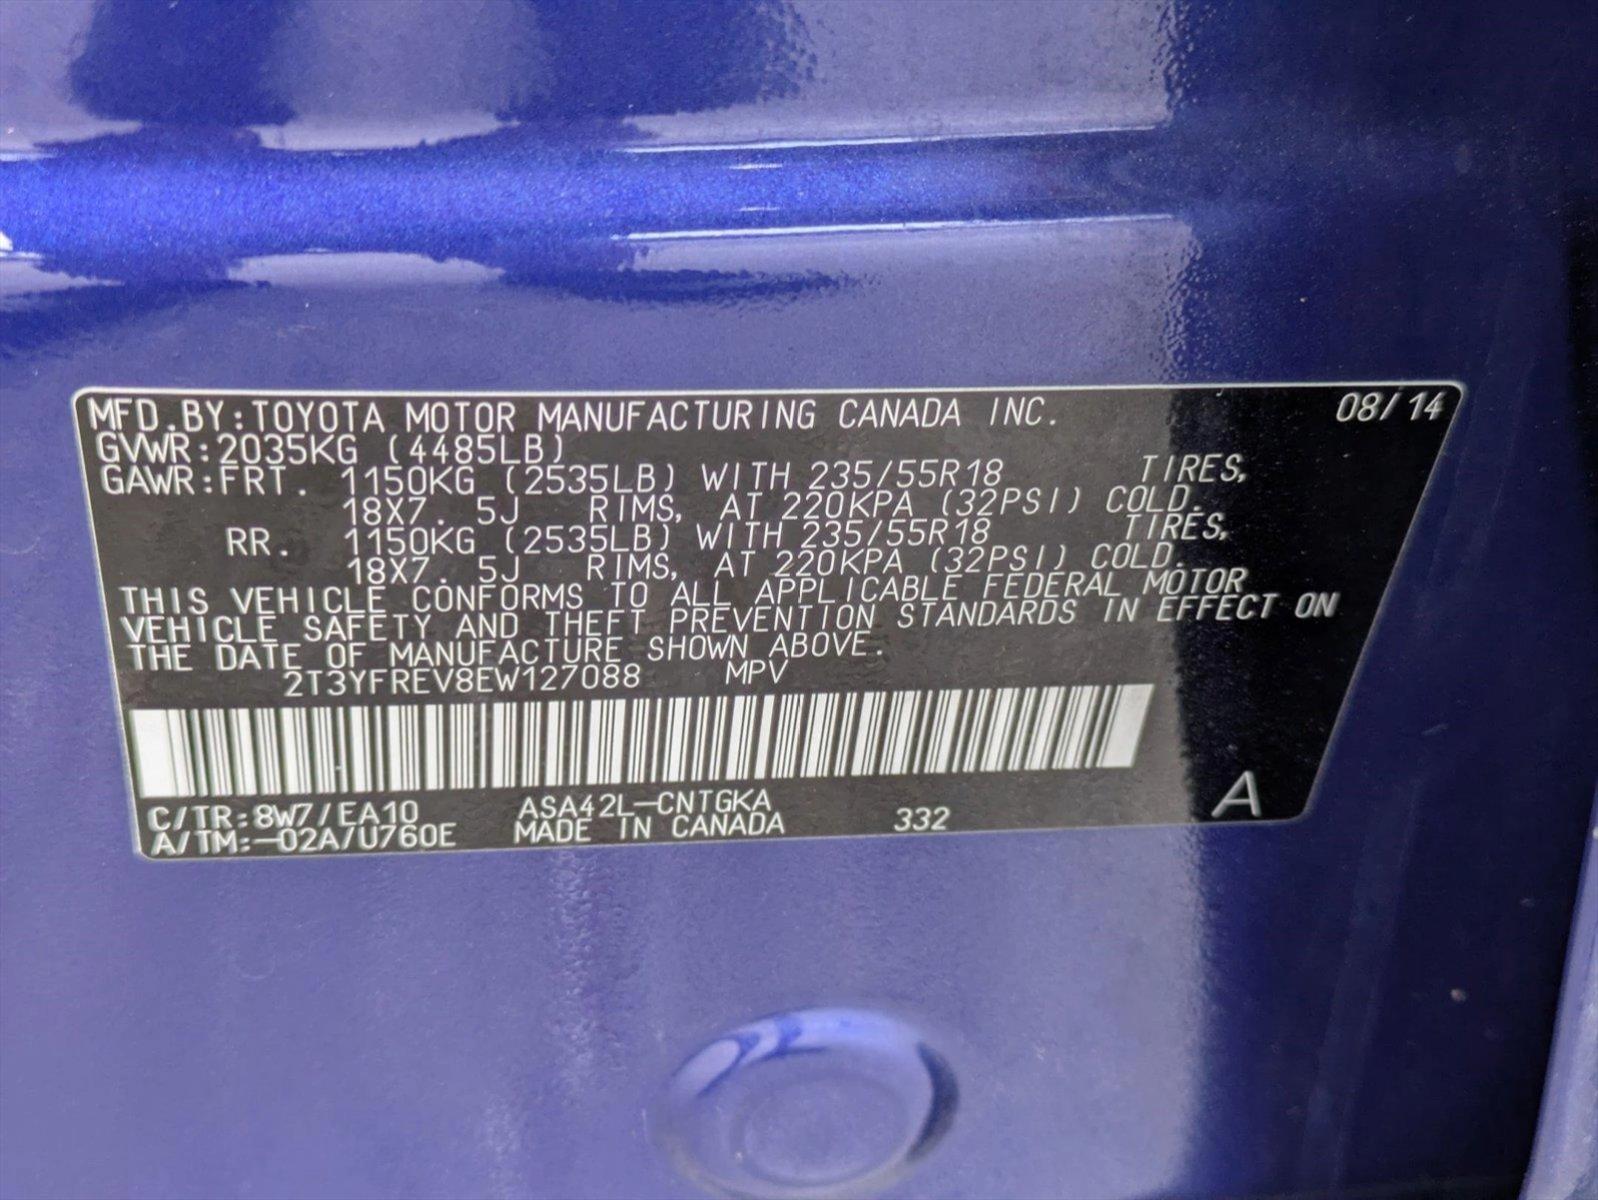 MFD.BY:TOYOTA MOTOR MANUFACTURING CANADA INC. 08/14
GVWR:2035KG (4485LB)
GAWR:FRT. 1150KG (2535LB) WITH 235/55R18 TIRES,
18X7.5J RIMS, AT 220KPA (32PSI) COLD.
RR. 1150KG (2535LB) WITH 235/55R18 TIRES,
18X7.5J RIMS, AT 220KPA (32PSI) COLD.
THIS VEHICLE CONFORMS TO ALL APPLICABLE FEDERAL MOTOR
VEHICLE SAFETY AND THEFT PREVENTION STANDARDS IN EFFECT ON
THE DATE OF MANUFACTURE SHOWN ABOVE.
2T3YFREV8EW127088 MPV
C/TR:8W7/EA10 ASA42L-CNTGKA 332 A
A/TM:-02A/U760E MADE IN CANADA